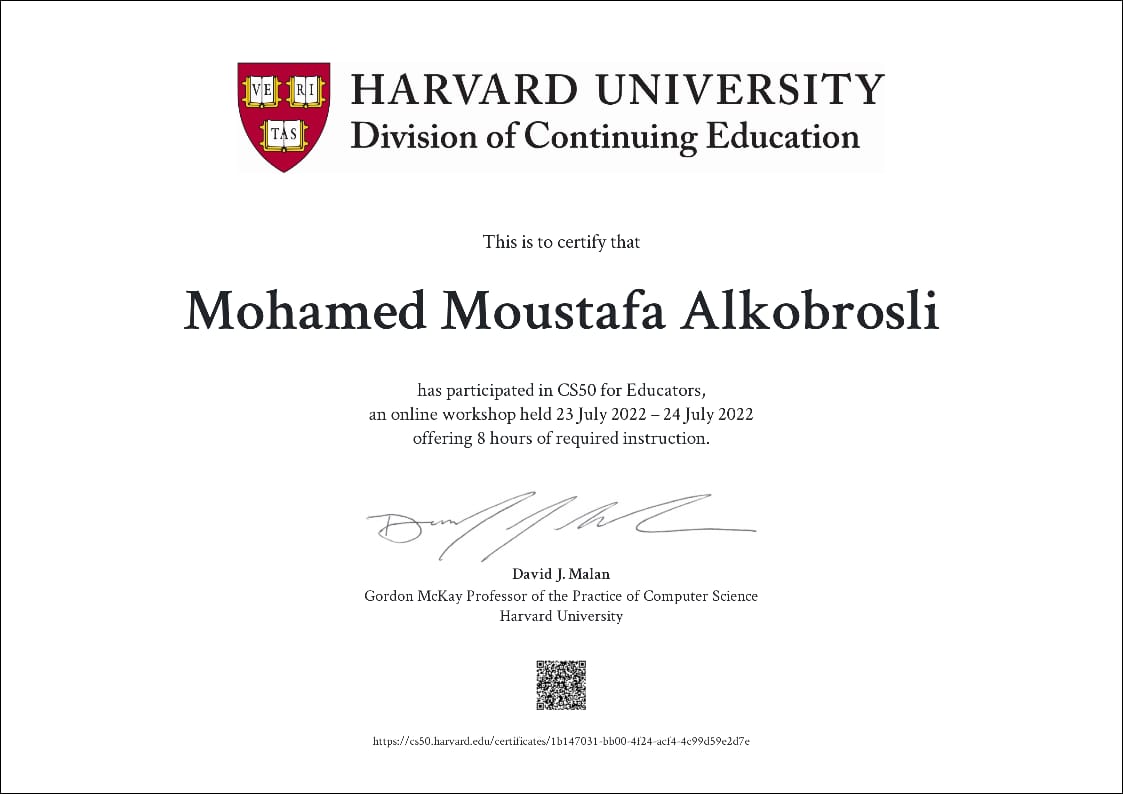 VE RI
TAS
HARVARD UNIVERSITY
Division of Continuing Education
This is to certify that
Mohamed Moustafa Alkobrosli
has participated in CS50 for Educators,
an online workshop held 23 July 2022 – 24 July 2022
offering 8 hours of required instruction.
David J. Malan
Gordon McKay Professor of the Practice of Computer Science
Harvard University
https://cs50.harvard.edu/certificates/1b147031-bb00-4f24-acf4-4c99d59e2d7e